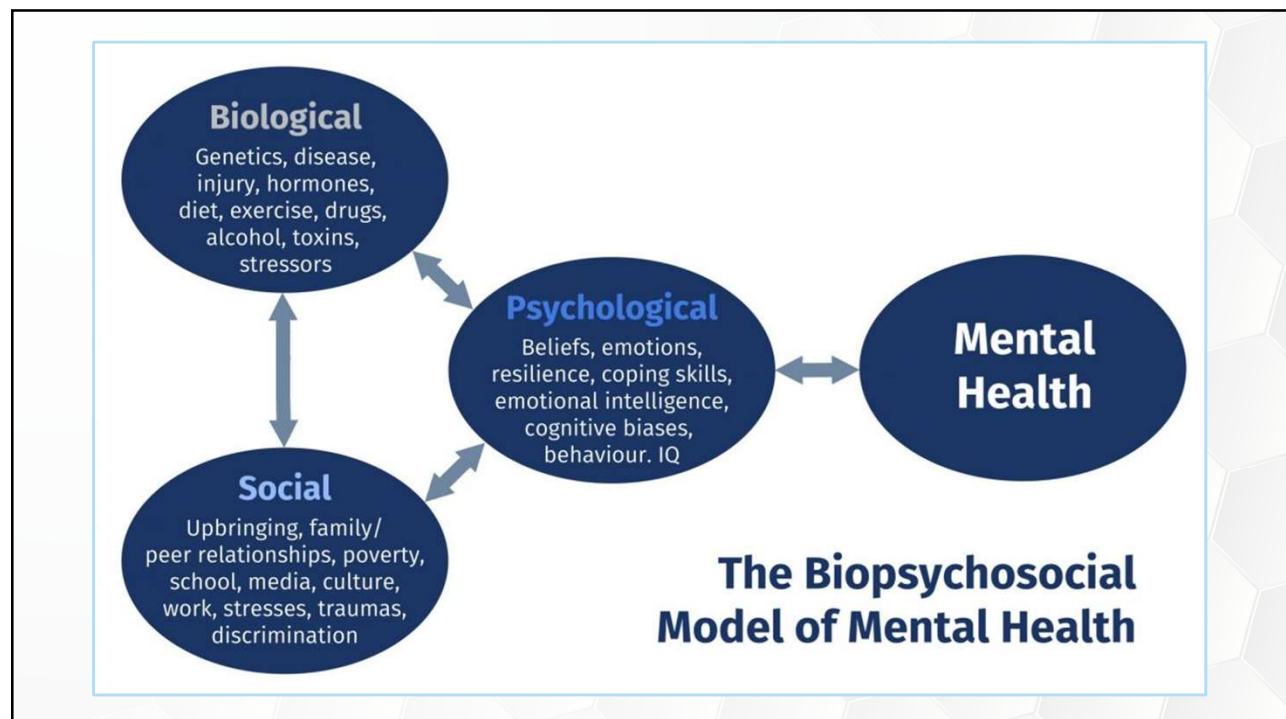 Biological
Genetics, disease,
injury, hormones,
diet, exercise, drugs,
alcohol, toxins,
stressors
Psychological
Beliefs, emotions,
resilience, coping skills,
emotional intelligence,
cognitive biases,
behaviour. IQ
Mental
Health
Social
Upbringing, family/
peer relationships, poverty,
school, media, culture,
work, stresses, traumas,
discrimination
The Biopsychosocial
Model of Mental Health